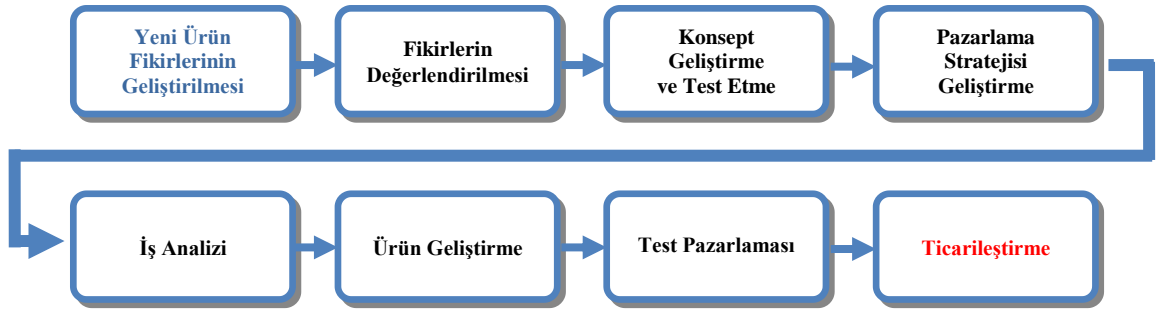 Yeni Ürün
Fikirlerinin
Geliştirilmesi
Fikirlerin
Değerlendirilmesi
Konsept
Geliştirme
ve Test Etme
Pazarlama
Stratejisi
Geliştirme
İş Analizi
Ürün Geliştirme
Test Pazarlaması
Ticarileştirme